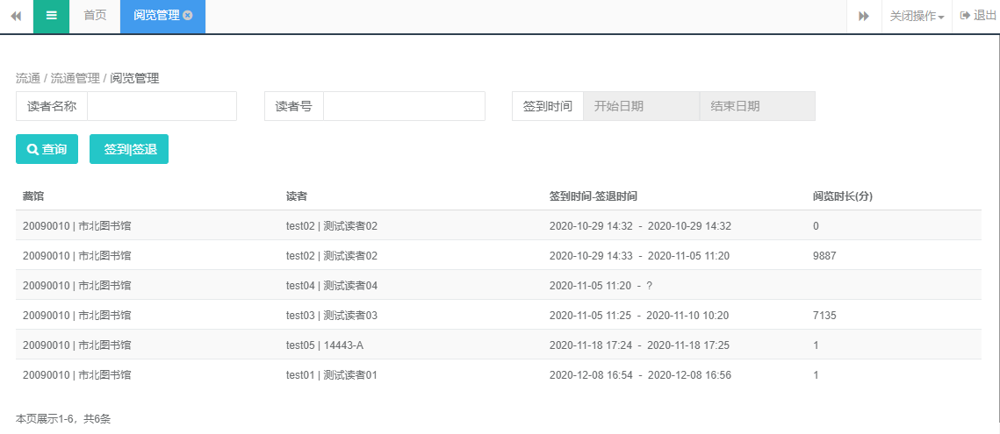 首页 阅览管理 关闭操作 退出
流通 / 流通管理 / 阅览管理
读者名称 读者号 签到时间 开始日期 结束日期
查询 签到|签退
藏馆 读者 签到时间-签退时间 阅览时长(分)
20090010 | 市北图书馆 test02 | 测试读者02 2020-10-29 14:32 - 2020-10-29 14:32 0
20090010 | 市北图书馆 test02 | 测试读者02 2020-10-29 14:33 - 2020-11-05 11:20 9887
20090010 | 市北图书馆 test04 | 测试读者04 2020-11-05 11:20 - ?
20090010 | 市北图书馆 test03 | 测试读者03 2020-11-05 11:25 - 2020-11-10 10:20 7135
20090010 | 市北图书馆 test05 | 14443-A 2020-11-18 17:24 - 2020-11-18 17:25 1
20090010 | 市北图书馆 test01 | 测试读者01 2020-12-08 16:54 - 2020-12-08 16:56 1
本页展示1-6，共6条